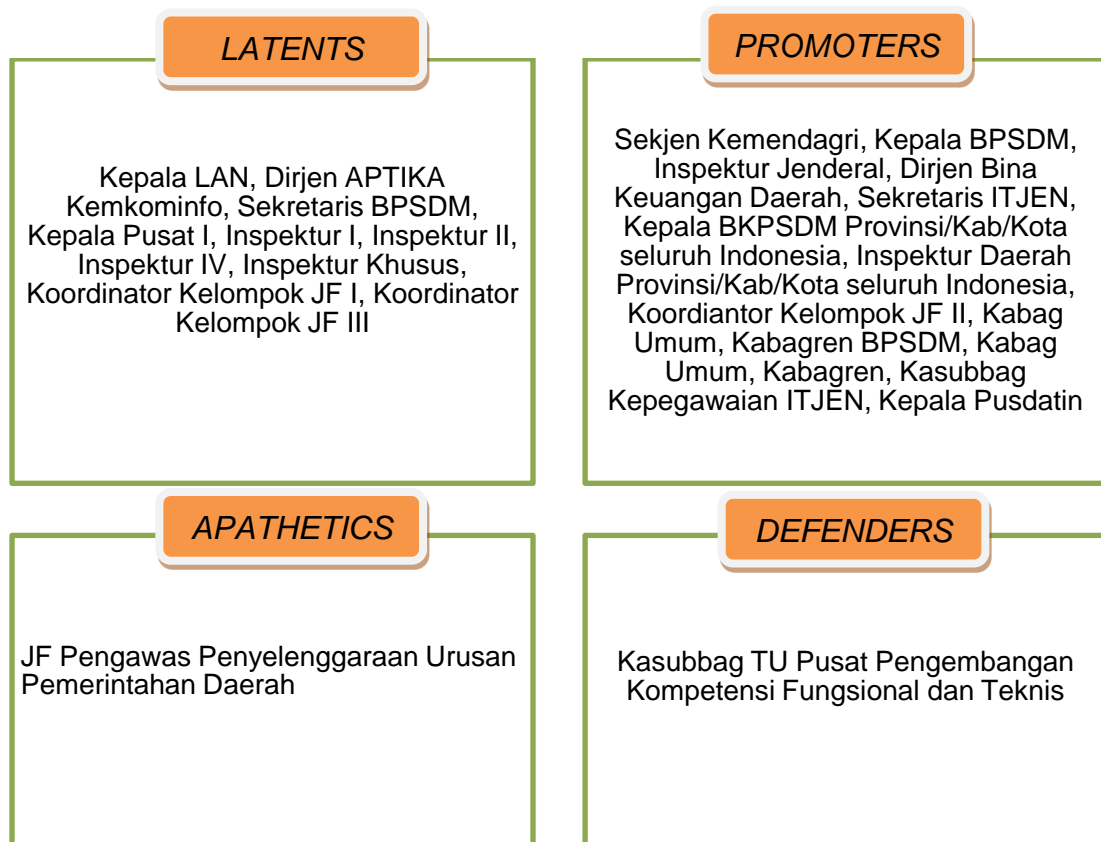 LATENTS
Kepala LAN, Dirjen APTIKA
Kemkominfo, Sekretaris BPSDM,
Kepala Pusat I, Inspektur I, Inspektur II,
Inspektur IV, Inspektur Khusus,
Koordinator Kelompok JF I, Koordinator
Kelompok JF III
PROMOTERS
Sekjen Kemendagri, Kepala BPSDM,
Inspektur Jenderal, Dirjen Bina
Keuangan Daerah, Sekretaris ITJEN,
Kepala BKPSDM Provinsi/Kab/Kota
seluruh Indonesia, Inspektur Daerah
Provinsi/Kab/Kota seluruh Indonesia,
Koordiantor Kelompok JF II, Kabag
Umum, Kabagren BPSDM, Kabag
Umum, Kabagren, Kasubbag
Kepegawaian ITJEN, Kepala Pusdatin
APATHETICS
JF Pengawas Penyelenggaraan Urusan
Pemerintahan Daerah
DEFENDERS
Kasubbag TU Pusat Pengembangan
Kompetensi Fungsional dan Teknis